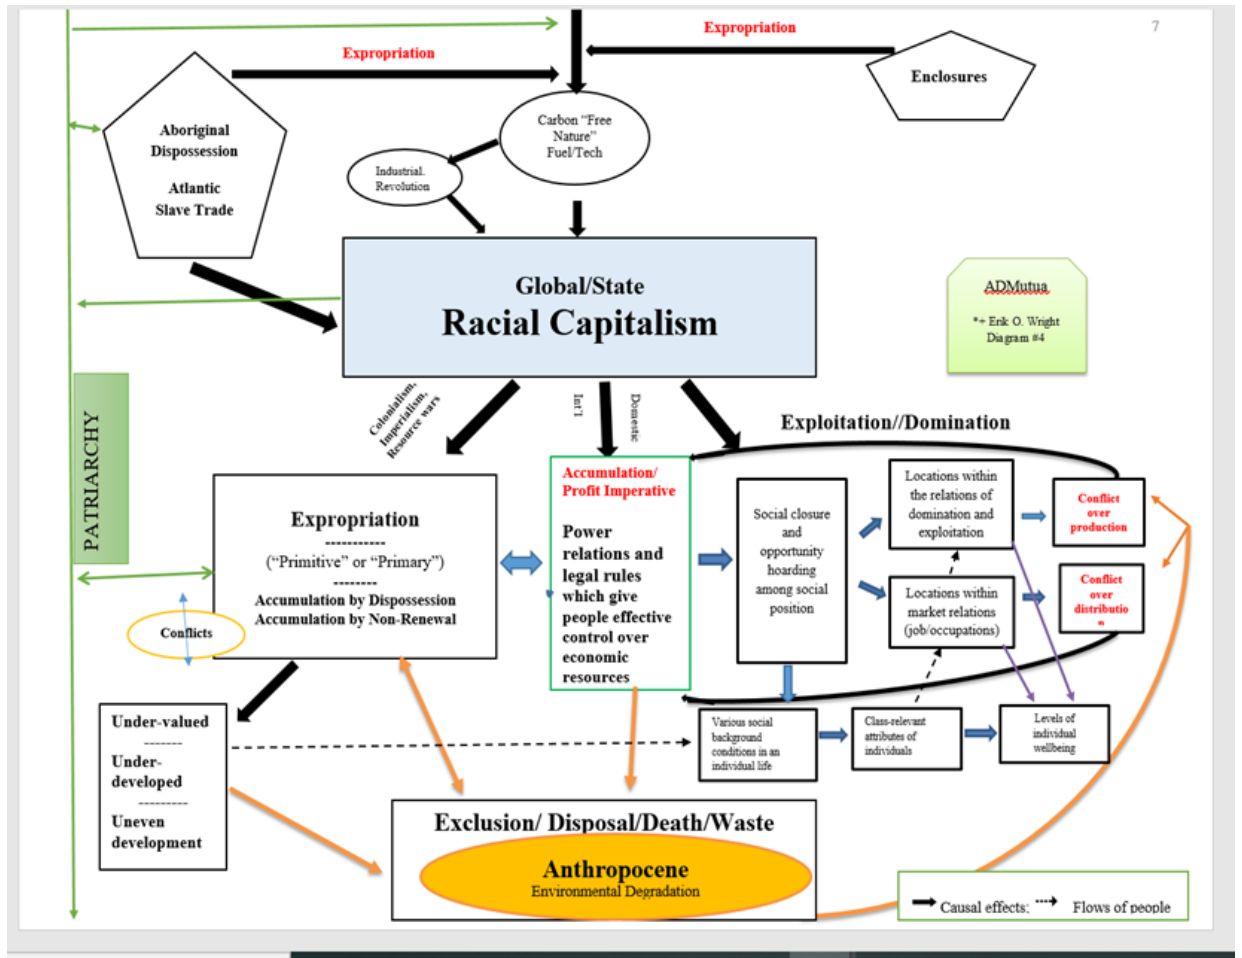 7
Expropriation
Expropriation
Enclosures
Aboriginal
Dispossession
Atlantic
Slave Trade
Carbon “Free
Nature”
Fuel/Tech
Industrial.
Revolution
Global/State
Racial Capitalism
ADMutua
*+ Erik O. Wright
Diagram #4
PATRIARCHY
Colonialism,
Imperialism,
Resource wars
Int’l
Domestic
Exploitation//Domination
Expropriation
-----------
(“Primitive” or “Primary”)
--------
Accumulation by Dispossession
Accumulation by Non-Renewal
Conflicts
Accumulation/
Profit Imperative
Power
relations and
legal rules
which give
people effective
control over
economic
resources
Social closure
and
opportunity
hoarding
among social
position
Locations within
the relations of
domination and
exploitation
Conflict
over
production
Locations within
market relations
(job/occupations)
Conflict
over
distributio
n
Under-valued
-------
Under-
developed
---------
Uneven
development
Various social
background
conditions in an
individual life
Class-relevant
attributes of
individuals
Levels of
individual
wellbeing
Exclusion/ Disposal/Death/Waste
Anthropocene
Environmental Degradation
Causal effects; Flows of people